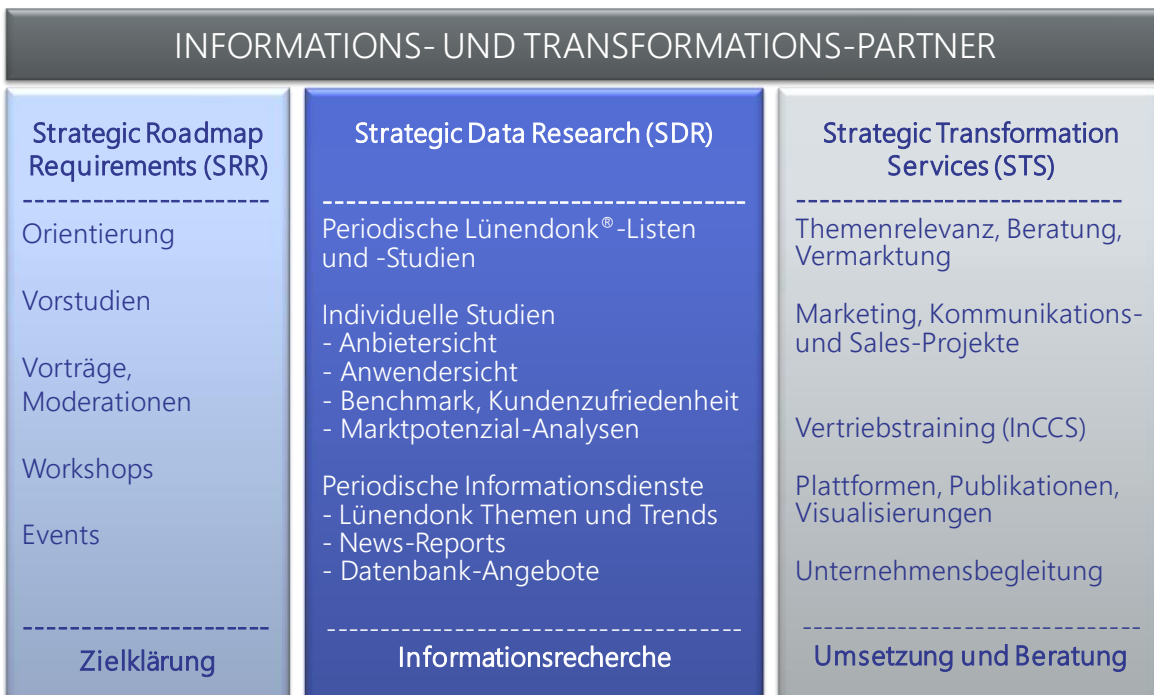 INFORMATIONS- UND TRANSFORMATIONS-PARTNER
Strategic Roadmap
Requirements (SRR)
----------------------
Orientierung
Vorstudien
Vorträge,
Moderationen
Workshops
Events
----------------------
Zielklärung
Strategic Data Research (SDR)
--------------------------------------
Periodische Lünendonk®-Listen
und -Studien
Individuelle Studien
- Anbietersicht
- Anwendersicht
- Benchmark, Kundenzufriedenheit
- Marktpotenzial-Analysen
Periodische Informationsdienste
- Lünendonk Themen und Trends
- News-Reports
- Datenbank-Angebote
--------------------------------------
Informationsrecherche
Strategic Transformation
Services (STS)
-----------------------------
Themenrelevanz, Beratung,
Vermarktung
Marketing, Kommunikations-
und Sales-Projekte
Vertriebstraining (InCCS)
Plattformen, Publikationen,
Visualisierungen
Unternehmensbegleitung
-------------------------------
Umsetzung und Beratung